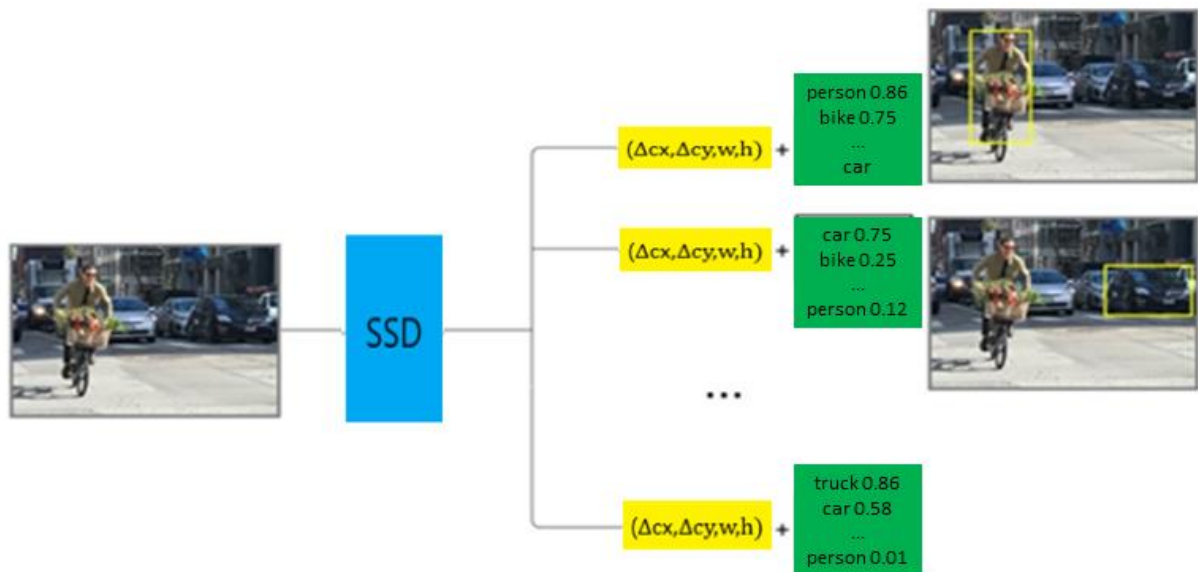 SSD
(Δcx,Δcy,w,h) +
person 0.86
bike 0.75
...
car
(Δcx,Δcy,w,h) +
car 0.75
bike 0.25
...
person 0.12
...
(Δcx,Δcy,w,h) +
truck 0.86
car 0.58
...
person 0.01